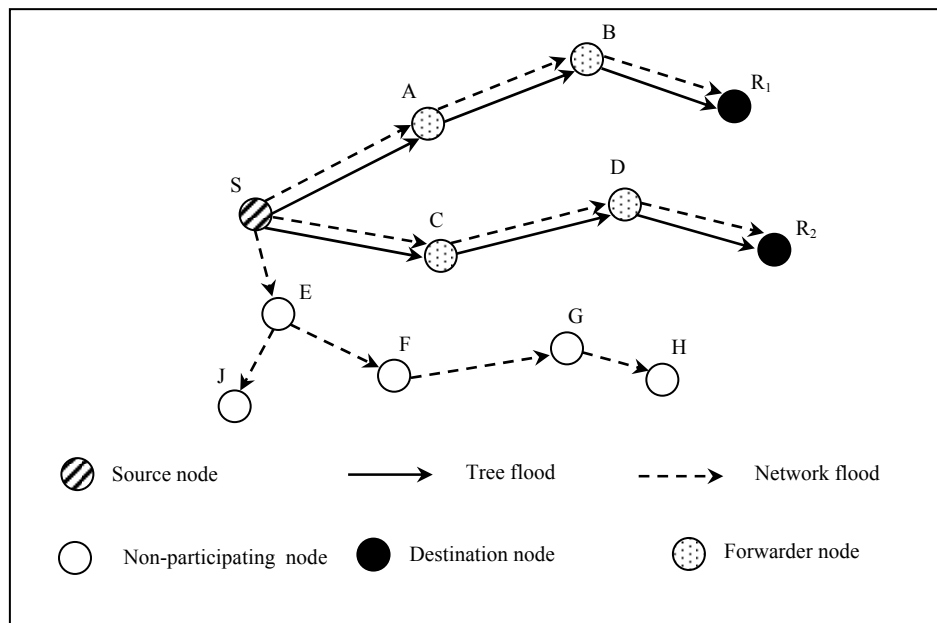 B
R1
A
D
S
C
R2
E
G
F
H
J
Source node
Tree flood
Network flood
Non-participating node
Destination node
Forwarder node